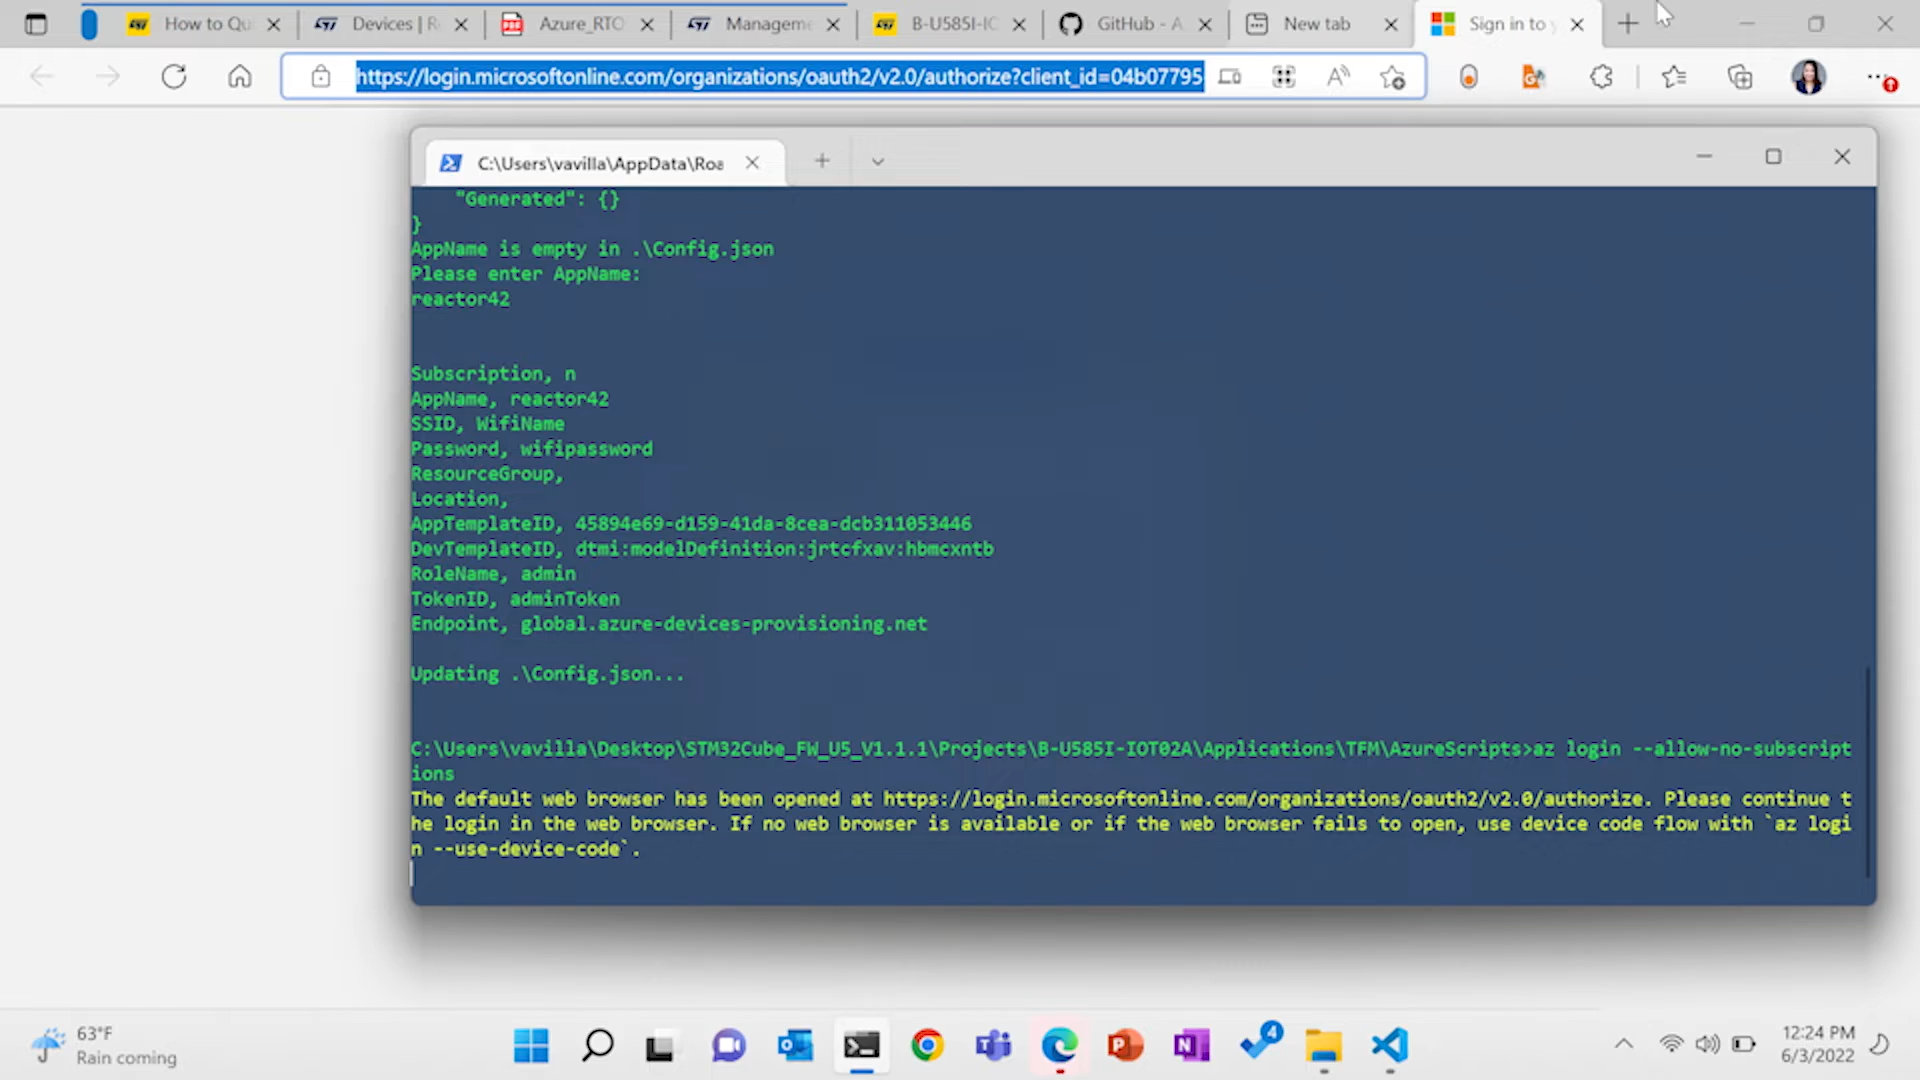 How to Qu
Devices | R
Azure_RTO
Manageme
B-U585I-IC
GitHub - A
New tab
Sign in to y
https://login.microsoftonline.com/organizations/oauth2/v2.0/authorize?client_id=04b07795
C:\Users\vavilla\AppData\Roa
"Generated": {}
}
AppName is empty in .\Config.json
Please enter AppName:
reactor42
Subscription, n
AppName, reactor42
SSID, WifiName
Password, wifipassword
ResourceGroup,
Location,
AppTemplateID, 45894e69-d159-41da-8cea-dcb311053446
DevTemplateID, dtmi:modelDefinition:jrtcfxav:hbmcxntb
RoleName, admin
TokenID, adminToken
Endpoint, global.azure-devices-provisioning.net
Updating .\Config.json...
C:\Users\vavilla\Desktop\STM32Cube_FW_U5_V1.1.1\Projects\B-U585I-IOT02A\Applications\TFM\AzureScripts>az login --allow-no-subscript
ions
The default web browser has been opened at https://login.microsoftonline.com/organizations/oauth2/v2.0/authorize. Please continue t
he login in the web browser. If no web browser is available or if the web browser fails to open, use device code flow with `az logi
n --use-device-code`.
63°F
Rain coming
4
12:24 PM
6/3/2022